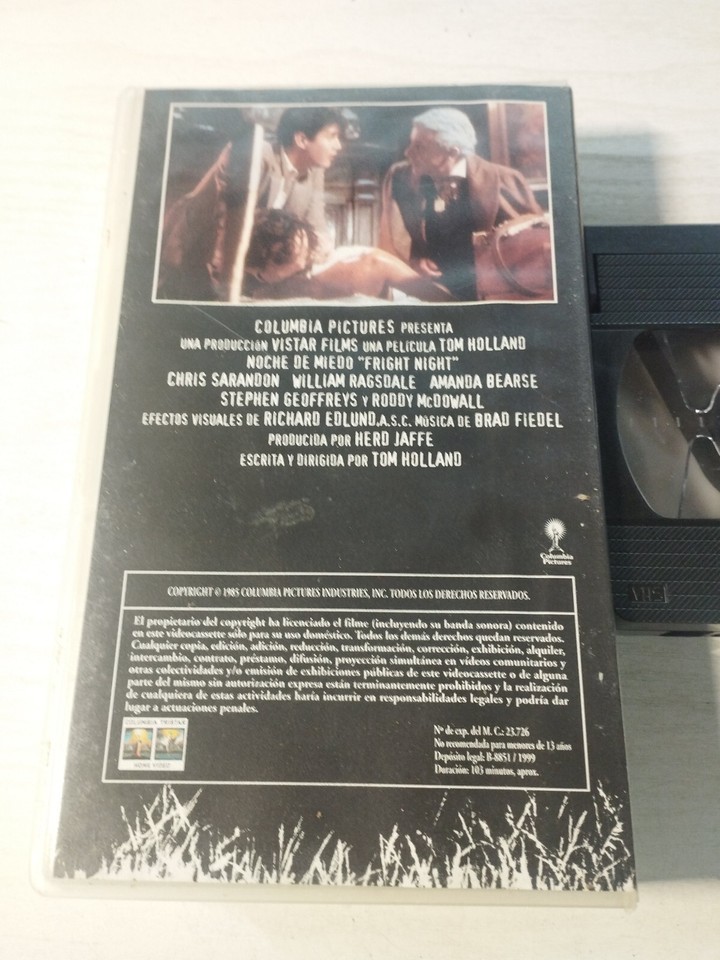 COLUMBIA PICTURES PRESENTA
UNA PRODUCCIÓN VISTAR FILMS UNA PELÍCULA TOM HOLLAND
NOCHE DE MIEDO "FRIGHT NIGHT"
CHRIS SARANDON WILLIAM RAGSDALE AMANDA BEARSE
STEPHEN GEOFFREYS Y RODDY McDOWALL
EFECTOS VISUALES DE RICHARD EDLUND,A.S.C. MÚSICA DE BRAD FIEDEL
PRODUCIDA POR HERD JAFFE
ESCRITA Y DIRIGIDA POR TOM HOLLAND
Columbia
Pictures
COPYRIGHT © 1985 COLUMBIA PICTURES INDUSTRIES, INC. TODOS LOS DERECHOS RESERVADOS.
El propietario del copyright ha licenciado el filme (incluyendo su banda sonora) contenido
en este videocassette sólo para su uso doméstico. Todos los demás derechos quedan reservados.
Cualquier copia, edición, adición, reducción, transformación, corrección, exhibición, alquiler,
intercambio, contrato, préstamo, difusión, proyección simultánea en vídeos comunitarios y
otras colectividades y/o emisión de exhibiciones públicas de este videocassette o de alguna
parte del mismo sin autorización expresa están terminantemente prohibidos y la realización
de cualquiera de estas actividades haría incurrir en responsabilidades legales y podría dar
lugar a actuaciones penales.
COLUMBIA TRISTAR
HOME VIDEO
Nº de exp. del M. C.: 23.726
No recomendada para menores de 13 años
Depósito legal: B-8851 / 1999
Duración: 103 minutos, aprox.
VHS